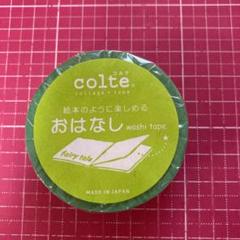 コルテ
colte®
collage + tape
絵本のように楽しめる
おはなし washi tape
fairy tale
MADE IN JAPAN